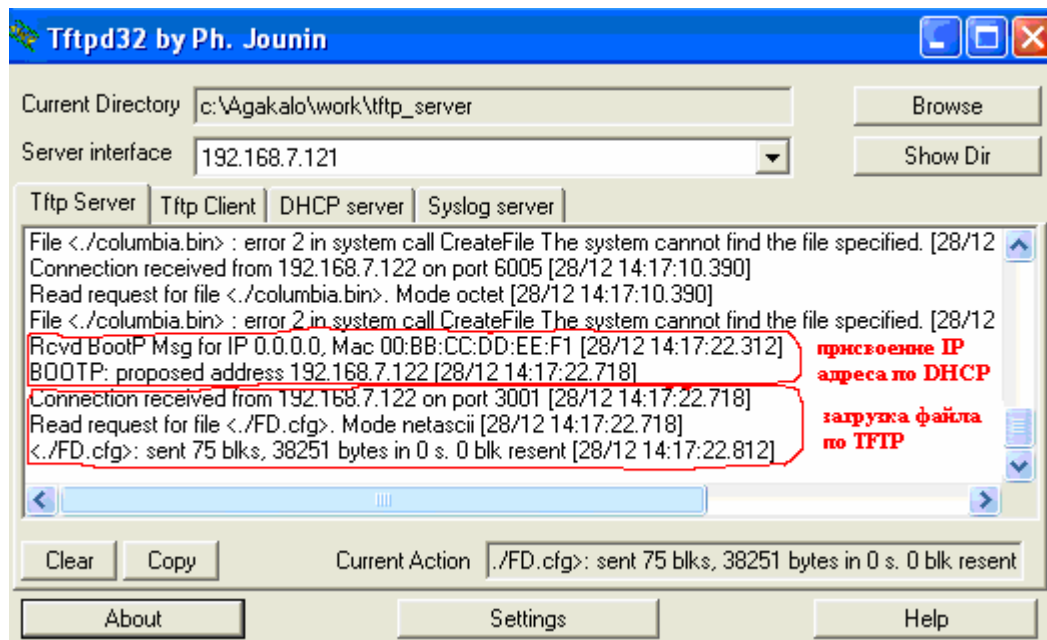 Tftpd32 by Ph. Jounin
Current Directory c:\Agakalo\work\tftp_server Browse
Server interface 192.168.7.121 Show Dir
Tftp Server Tftp Client DHCP server Syslog server
File <./columbia.bin> : error 2 in system call CreateFile The system cannot find the file specified. [28/12
Connection received from 192.168.7.122 on port 6005 [28/12 14:17:10.390]
Read request for file <./columbia.bin>. Mode octet [28/12 14:17:10.390]
File <./columbia.bin> : error 2 in system call CreateFile The system cannot find the file specified. [28/12
Rcvd BootP Msg for IP 0.0.0.0, Mac 00:BB:CC:DD:EE:F1 [28/12 14:17:22.312]
BOOTP: proposed address 192.168.7.122 [28/12 14:17:22.718]
присвоение IP
адреса по DHCP
Connection received from 192.168.7.122 on port 3001 [28/12 14:17:22.718]
Read request for file <./FD.cfg>. Mode netascii [28/12 14:17:22.718]
<./FD.cfg>: sent 75 blks, 38251 bytes in 0 s. 0 blk resent [28/12 14:17:22.812]
загрузка файла
по TFTP
Clear Copy Current Action ./FD.cfg>: sent 75 blks, 38251 bytes in 0 s. 0 blk resent
About Settings Help